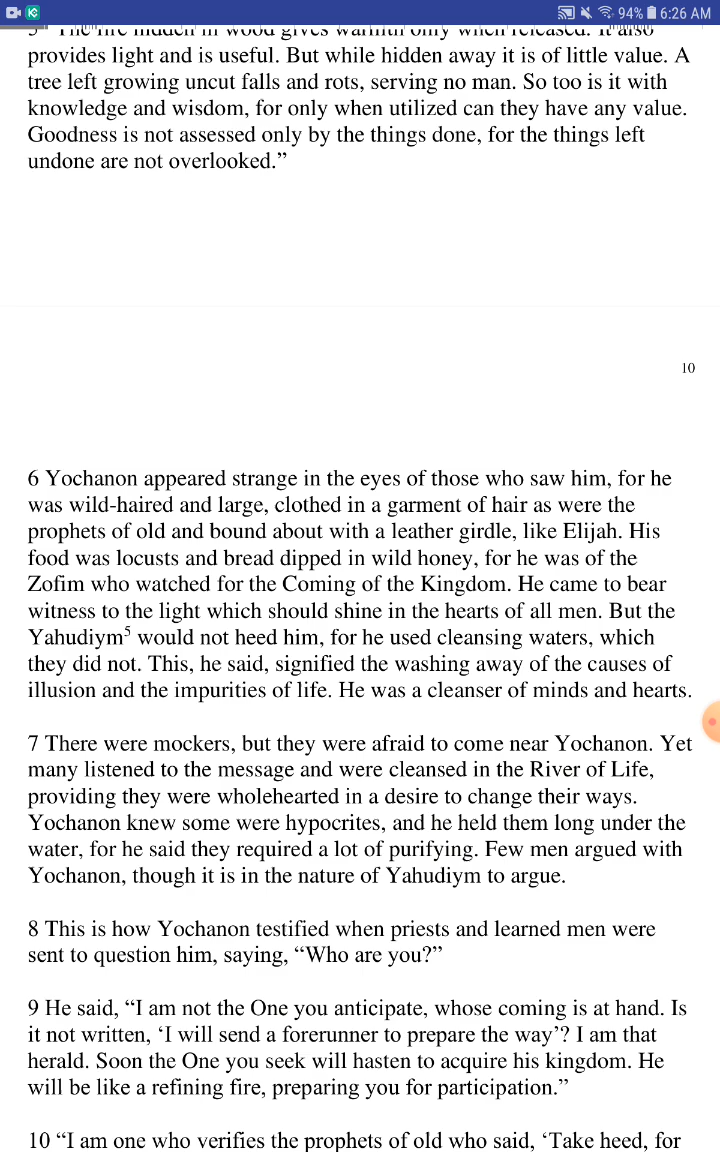 94% 6:26 AM
provides light and is useful. But while hidden away it is of little value. A
tree left growing uncut falls and rots, serving no man. So too is it with
knowledge and wisdom, for only when utilized can they have any value.
Goodness is not assessed only by the things done, for the things left
undone are not overlooked.”
10
6 Yochanon appeared strange in the eyes of those who saw him, for he
was wild-haired and large, clothed in a garment of hair as were the
prophets of old and bound about with a leather girdle, like Elijah. His
food was locusts and bread dipped in wild honey, for he was of the
Zofim who watched for the Coming of the Kingdom. He came to bear
witness to the light which should shine in the hearts of all men. But the
Yahudiym⁵ would not heed him, for he used cleansing waters, which
they did not. This, he said, signified the washing away of the causes of
illusion and the impurities of life. He was a cleanser of minds and hearts.
7 There were mockers, but they were afraid to come near Yochanon. Yet
many listened to the message and were cleansed in the River of Life,
providing they were wholehearted in a desire to change their ways.
Yochanon knew some were hypocrites, and he held them long under the
water, for he said they required a lot of purifying. Few men argued with
Yochanon, though it is in the nature of Yahudiym to argue.
8 This is how Yochanon testified when priests and learned men were
sent to question him, saying, “Who are you?”
9 He said, “I am not the One you anticipate, whose coming is at hand. Is
it not written, ‘I will send a forerunner to prepare the way’? I am that
herald. Soon the One you seek will hasten to acquire his kingdom. He
will be like a refining fire, preparing you for participation.”
10 “I am one who verifies the prophets of old who said, ‘Take heed, for